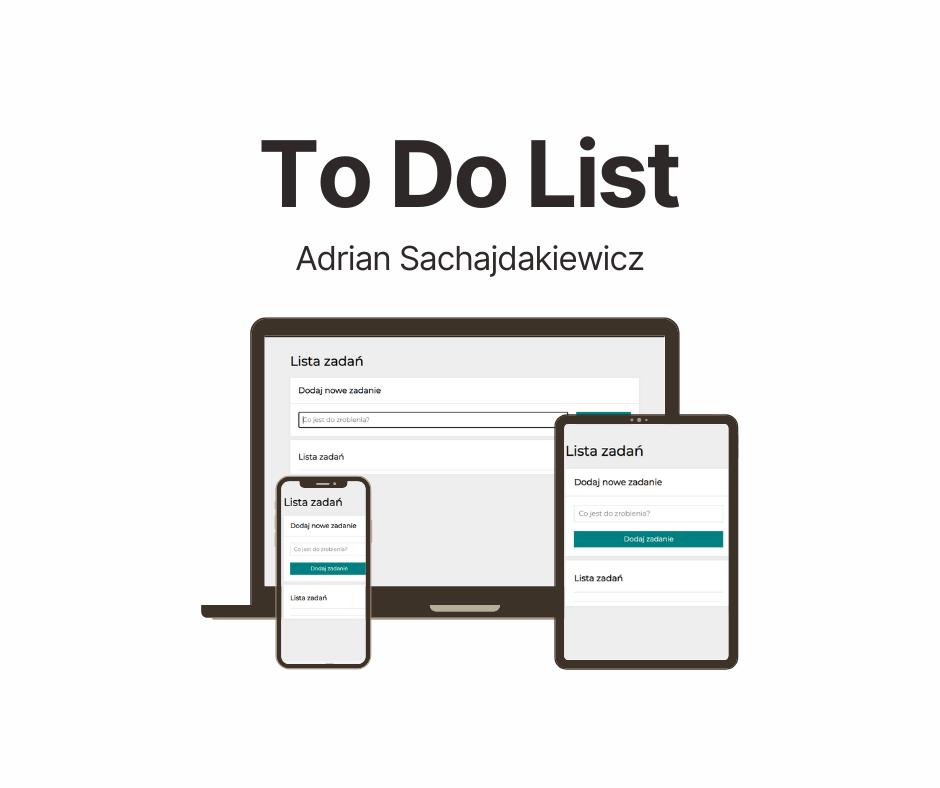 To Do List
Adrian Sachajdakiewicz
Lista zadań
Dodaj nowe zadanie
Co jest do zrobienia?
Lista zadań
Lista zadań
Dodaj nowe zadanie
Co jest do zrobienia?
Dodaj zadanie
Lista zadań
Lista zadań
Dodaj nowe zadanie
Co jest do zrobienia?
Dodaj zadanie
Lista zadań